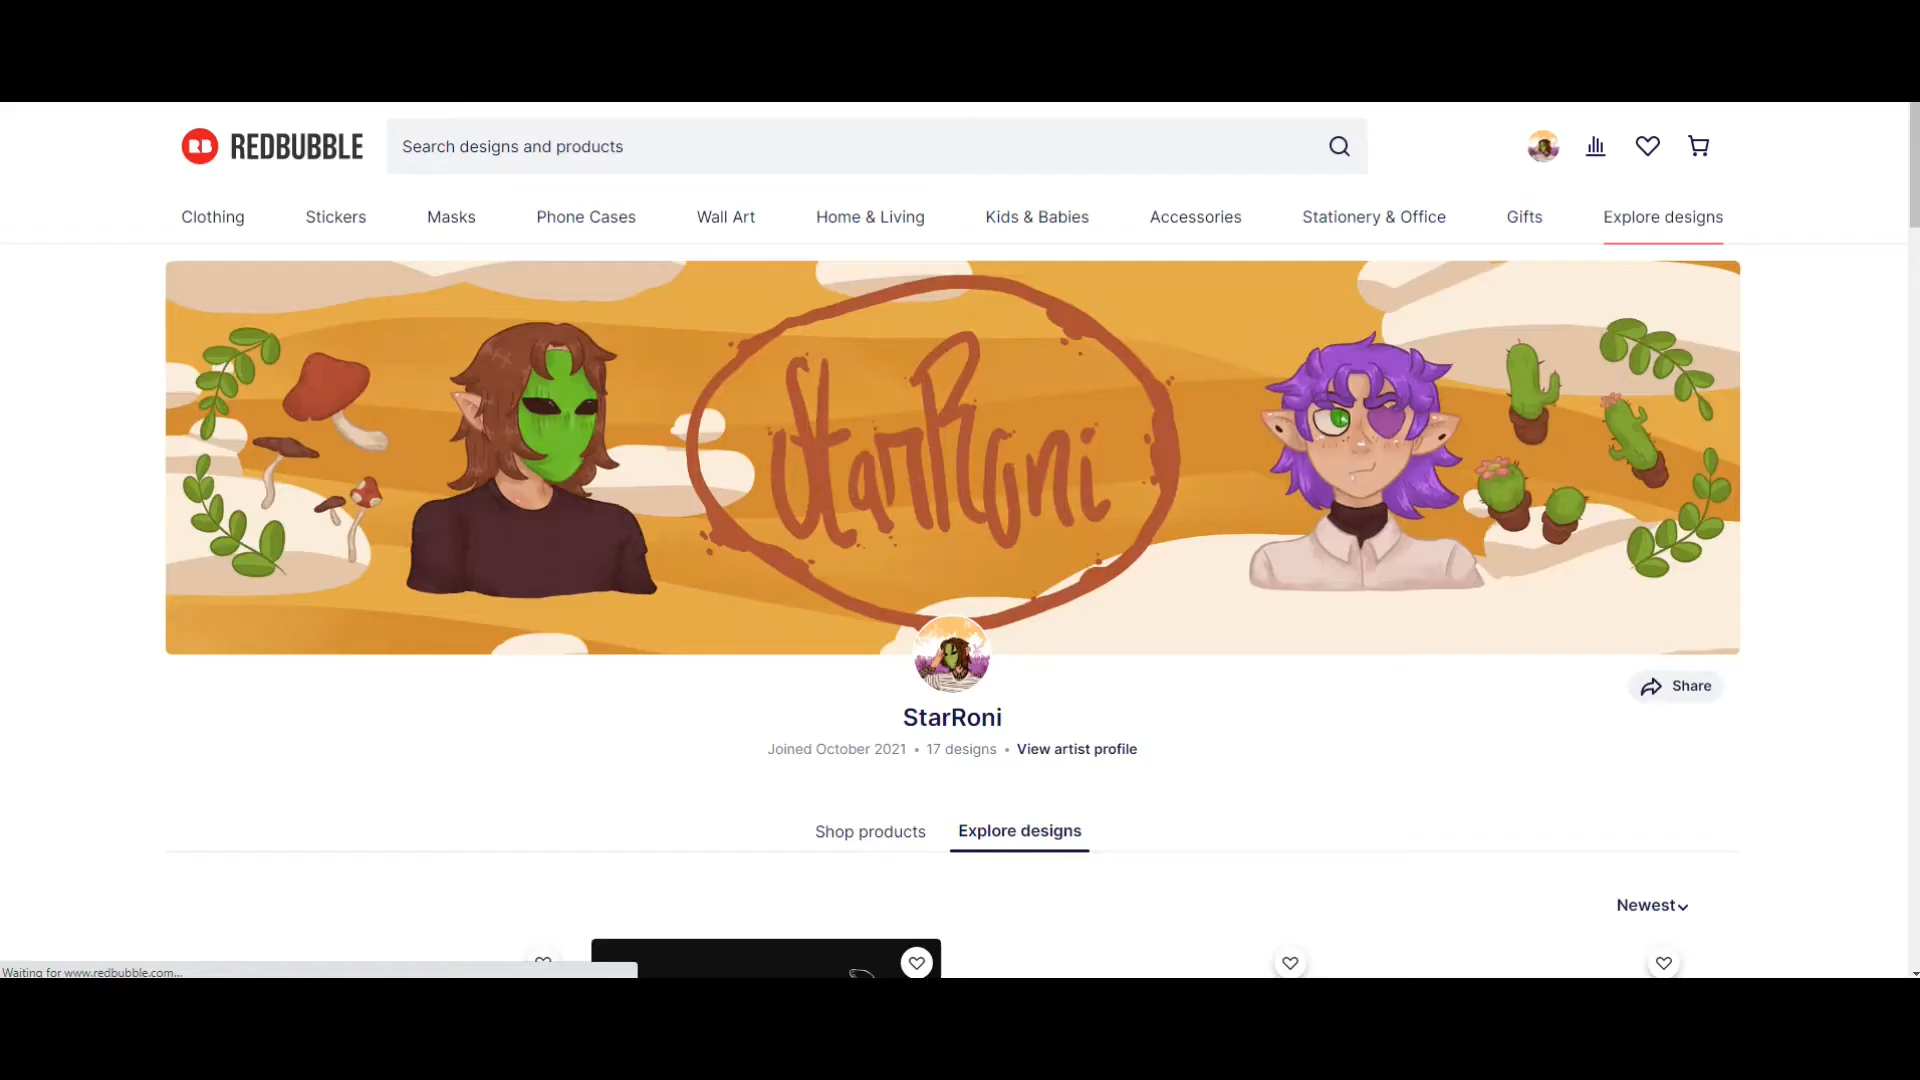 RB REDBUBBLE
Search designs and products
Clothing Stickers Masks Phone Cases Wall Art Home & Living Kids & Babies Accessories Stationery & Office Gifts Explore designs
StarRoni
Share
StarRoni
Joined October 2021 • 17 designs • View artist profile
Shop products Explore designs
Newest
Waiting for www.redbubble.com...